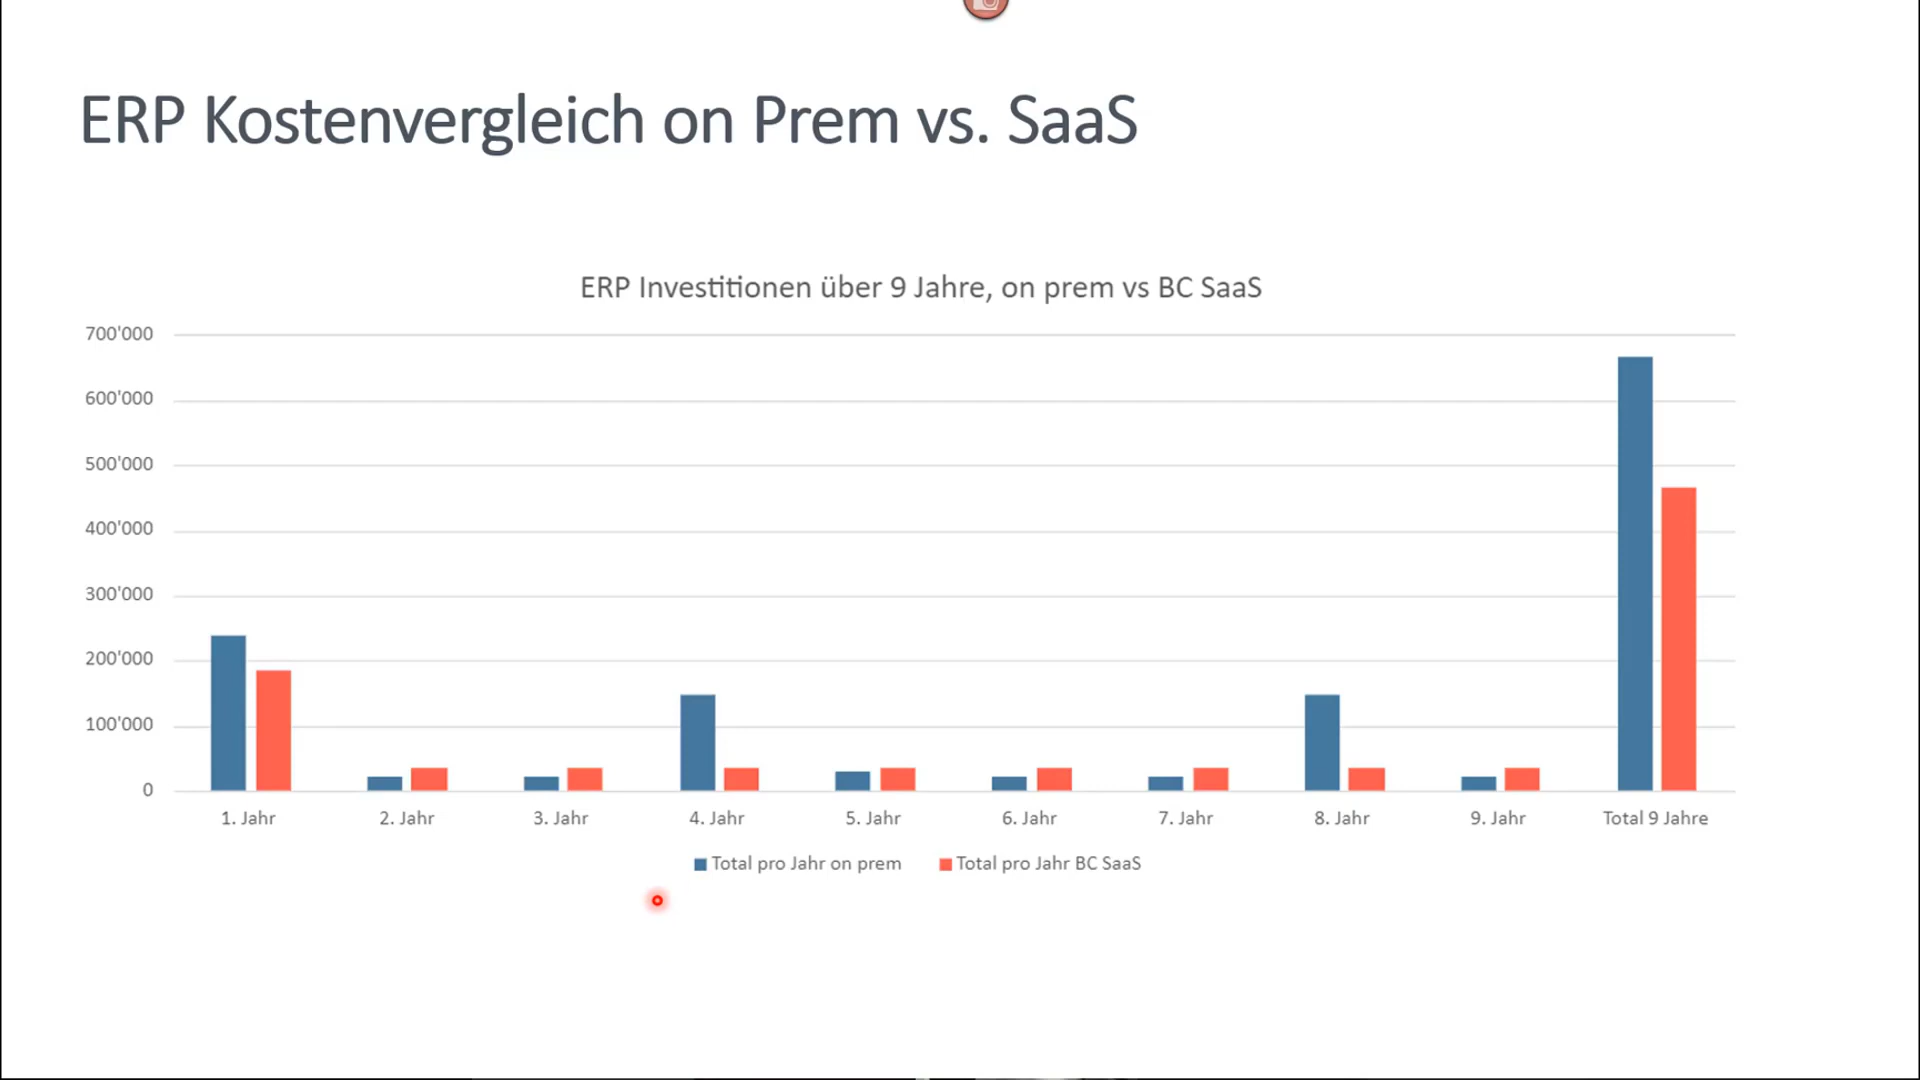 ERP Kostenvergleich on Prem vs. SaaS
ERP Investitionen über 9 Jahre, on prem vs BC SaaS
700'000
600'000
500'000
400'000
300'000
200'000
100'000
0
1. Jahr 2. Jahr 3. Jahr 4. Jahr 5. Jahr 6. Jahr 7. Jahr 8. Jahr 9. Jahr Total 9 Jahre
Total pro Jahr on prem Total pro Jahr BC SaaS